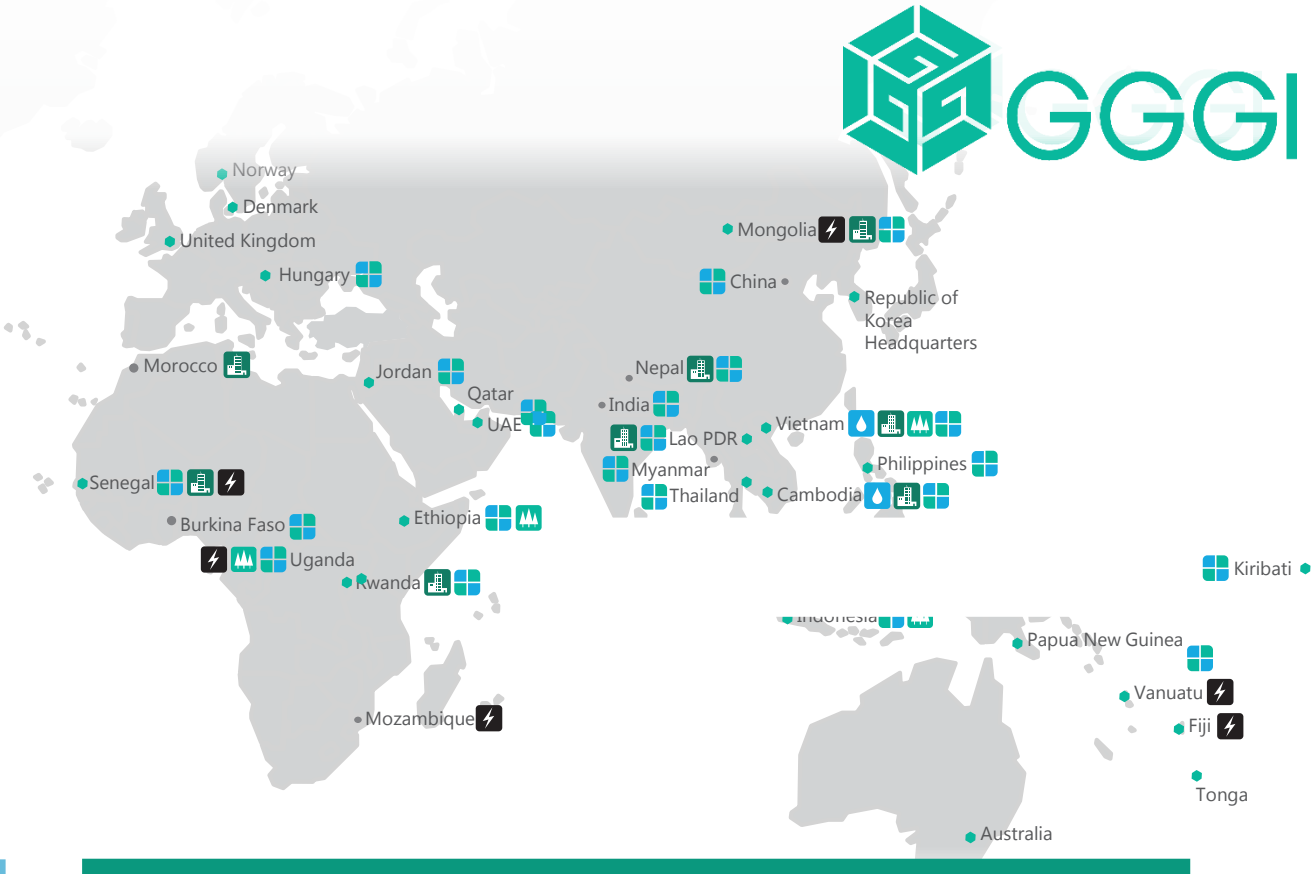 GGGI
Norway
Denmark
United Kingdom
Mongolia
Hungary
China
Republic of
Korea
Headquarters
Morocco
Jordan
Nepal
Qatar
India
UAE
Vietnam
Lao PDR
Philippines
Myanmar
Senegal
Thailand
Cambodia
Burkina Faso
Ethiopia
Uganda
Kiribati
Rwanda
Indonesia
Papua New Guinea
Vanuatu
Mozambique
Fiji
Tonga
Australia